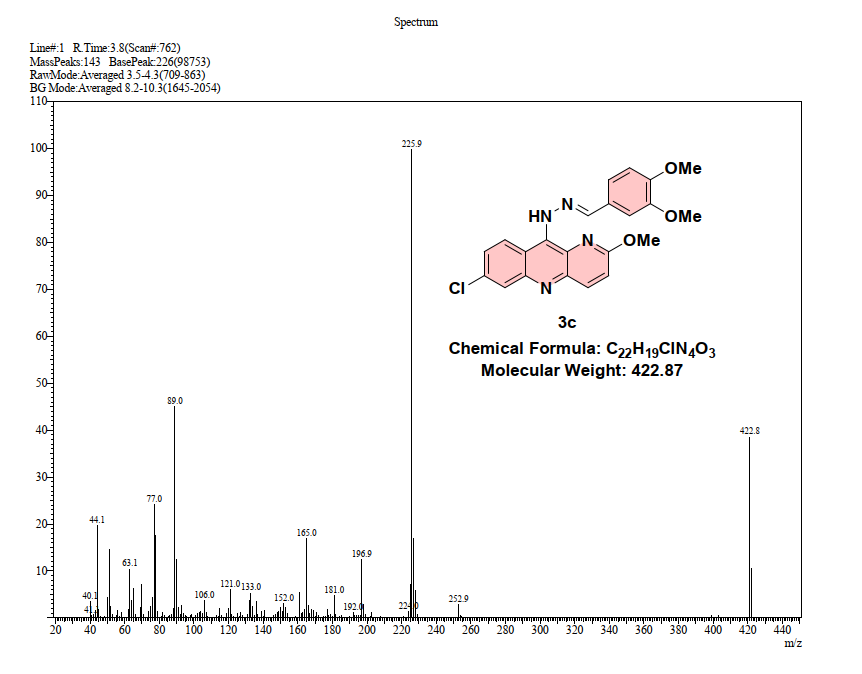 Spectrum
Line#:1 R.Time:3.8(Scan#:762)
MassPeaks:143 BasePeak:226(98753)
RawMode:Averaged 3.5-4.3(709-863)
BG Mode:Averaged 8.2-10.3(1645-2054)
110
100
90
80
70
60
50
40
30
20
10
225.9
422.8
89.0
77.0
44.1
63.1
40.1
41
106.0
121.0
133.0
152.0
165.0
181.0
192.0
196.9
224.0
252.9
OMe
N
HN
OMe
N
OMe
Cl
N
3c
Chemical Formula: C22H19ClN4O3
Molecular Weight: 422.87
20 40 60 80 100 120 140 160 180 200 220 240 260 280 300 320 340 360 380 400 420 440
m/z